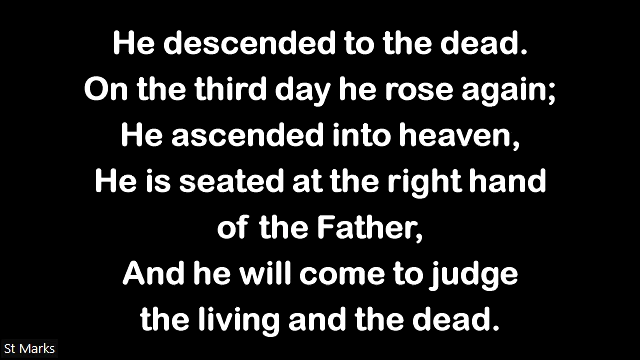 He descended to the dead.
On the third day he rose again;
He ascended into heaven,
He is seated at the right hand
of the Father,
And he will come to judge
the living and the dead.
St Marks